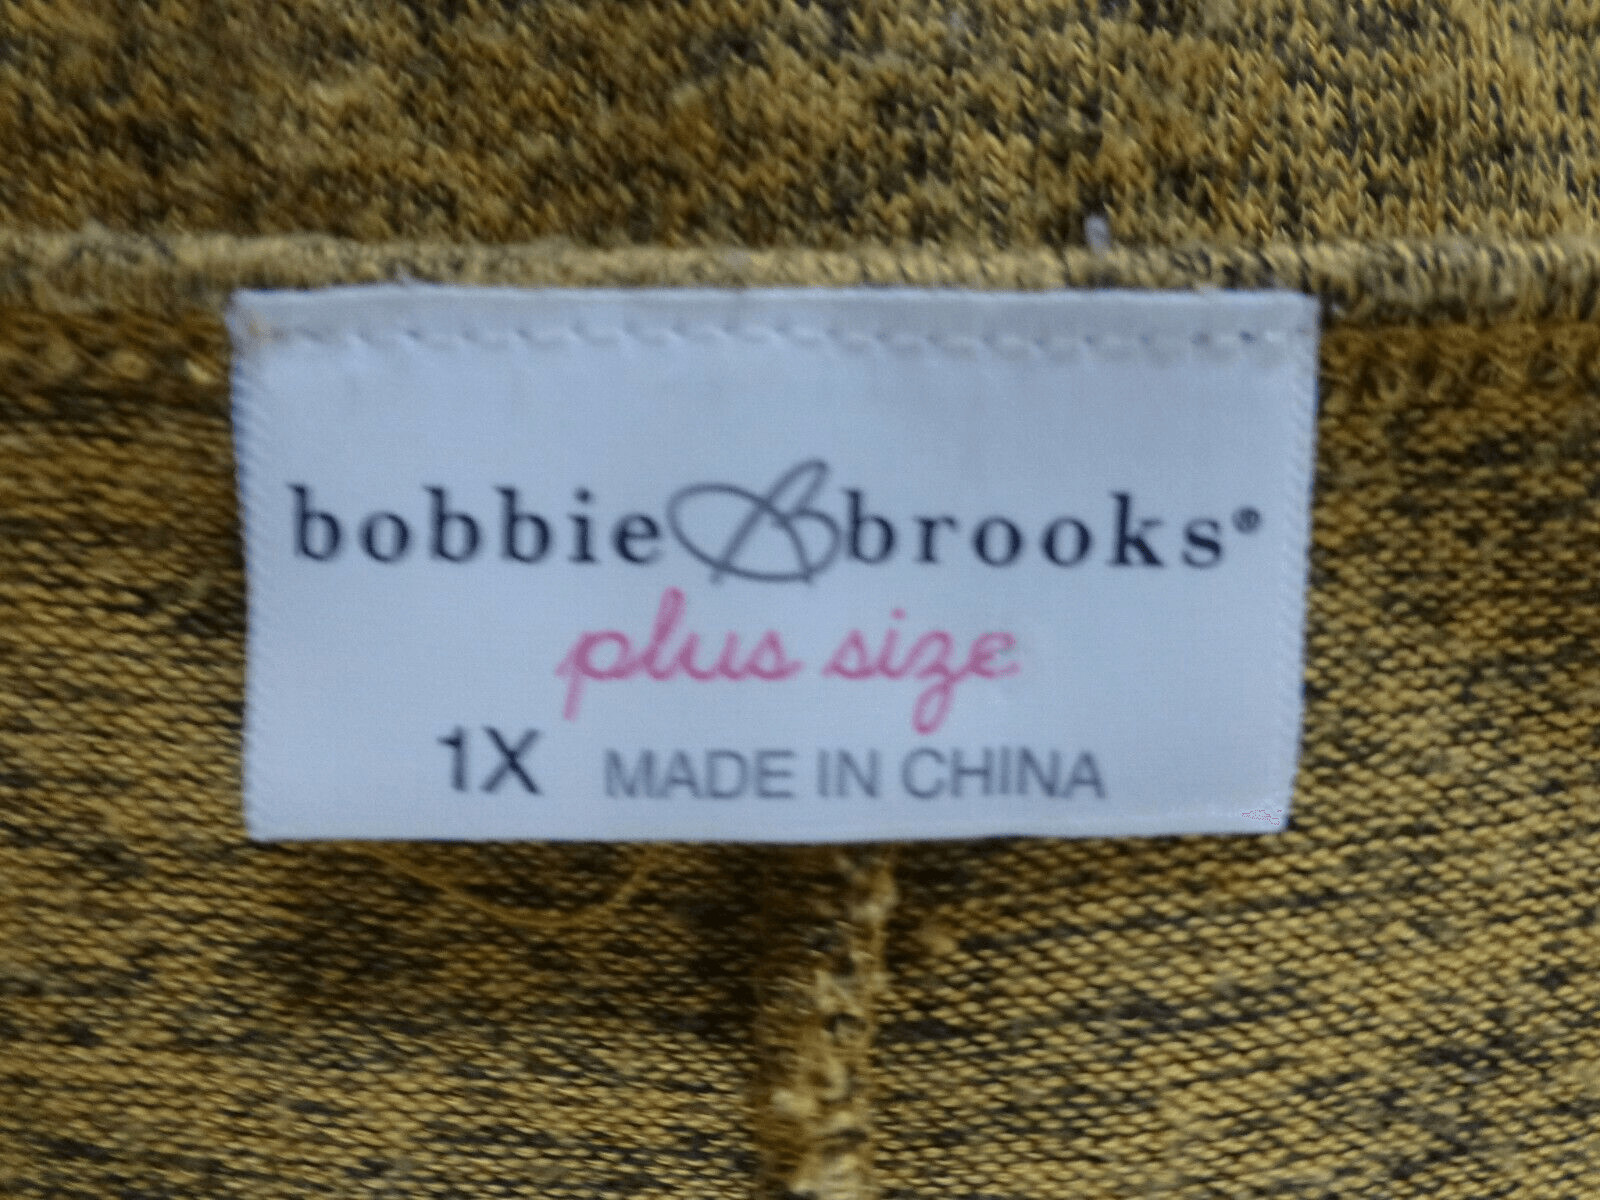 bobbie brooks®
plus size
1X MADE IN CHINA